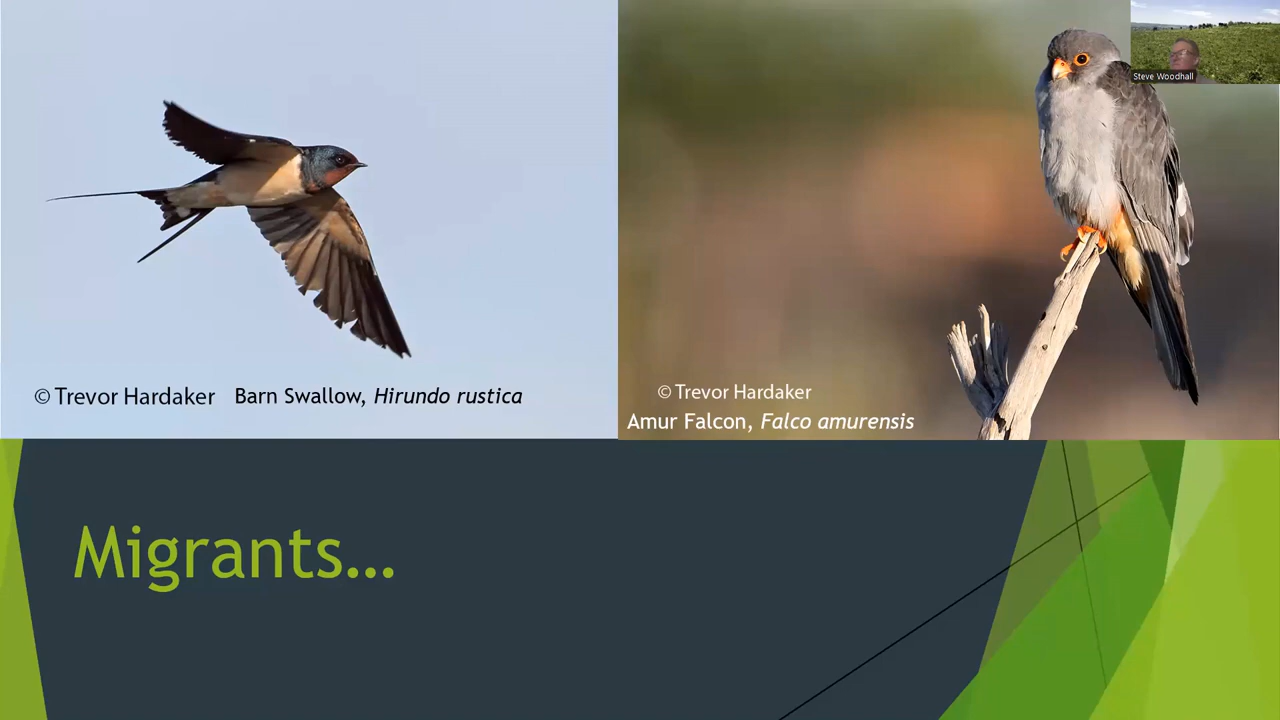 Steve Woodhall
© Trevor Hardaker Barn Swallow, Hirundo rustica
© Trevor Hardaker
Amur Falcon, Falco amurensis
Migrants...